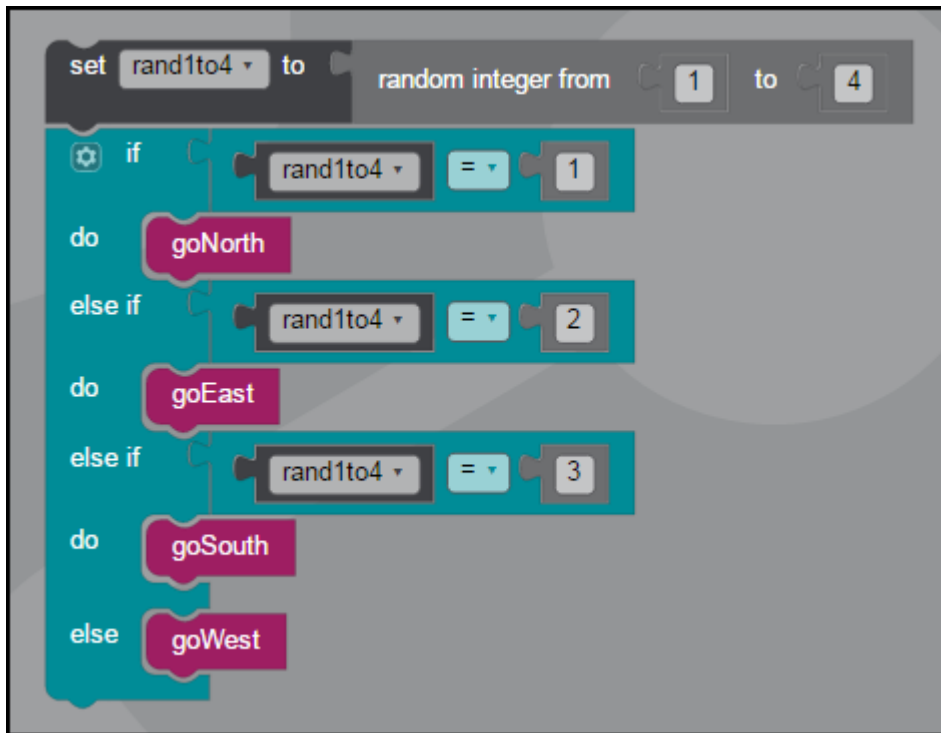 set rand1to4 to random integer from 1 to 4
if rand1to4 = 1
do goNorth
else if rand1to4 = 2
do goEast
else if rand1to4 = 3
do goSouth
else goWest